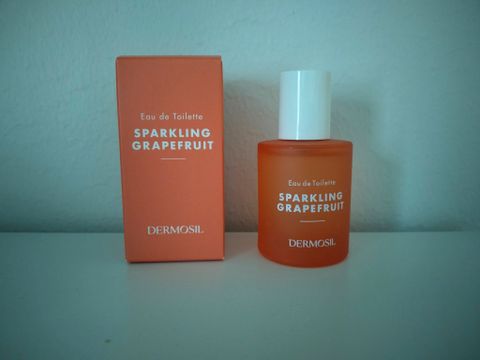 Eau de Toilette
SPARKLING
GRAPEFRUIT
DERMOSIL
Eau de Toilette
SPARKLING
GRAPEFRUIT
DERMOSIL